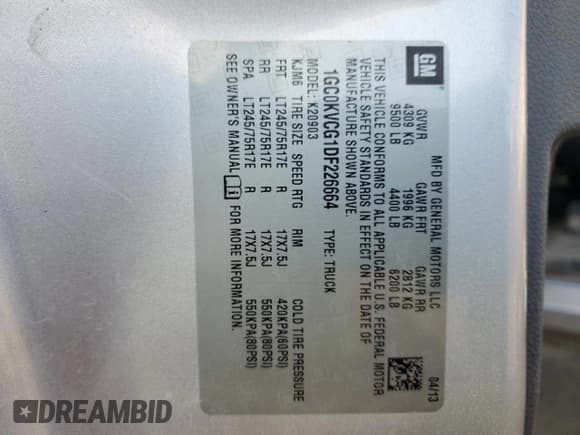 GM
MFD BY GENERAL MOTORS LLC
04/13
GVWR GAWR FRT GAWR RR
4309 KG 1996 KG 2812 KG
9500 LB 4400 LB 6200 LB
THIS VEHICLE CONFORMS TO ALL APPLICABLE U.S. FEDERAL MOTOR
VEHICLE SAFETY STANDARDS IN EFFECT ON THE DATE OF
MANUFACTURE SHOWN ABOVE.
1GC0KVCG1DF226664 TYPE: TRUCK
MODEL: K20903
KJM6 TIRE SIZE SPEED RTG RIM COLD TIRE PRESSURE
FRT LT245/75R17E R 17X7.5J 420KPA(60PSI)
RR LT245/75R17E R 17X7.5J 550KPA(80PSI)
SPA LT245/75R17E R 17X7.5J 550KPA(80PSI)
SEE OWNER'S MANUAL i FOR MORE INFORMATION.
DREAMBID